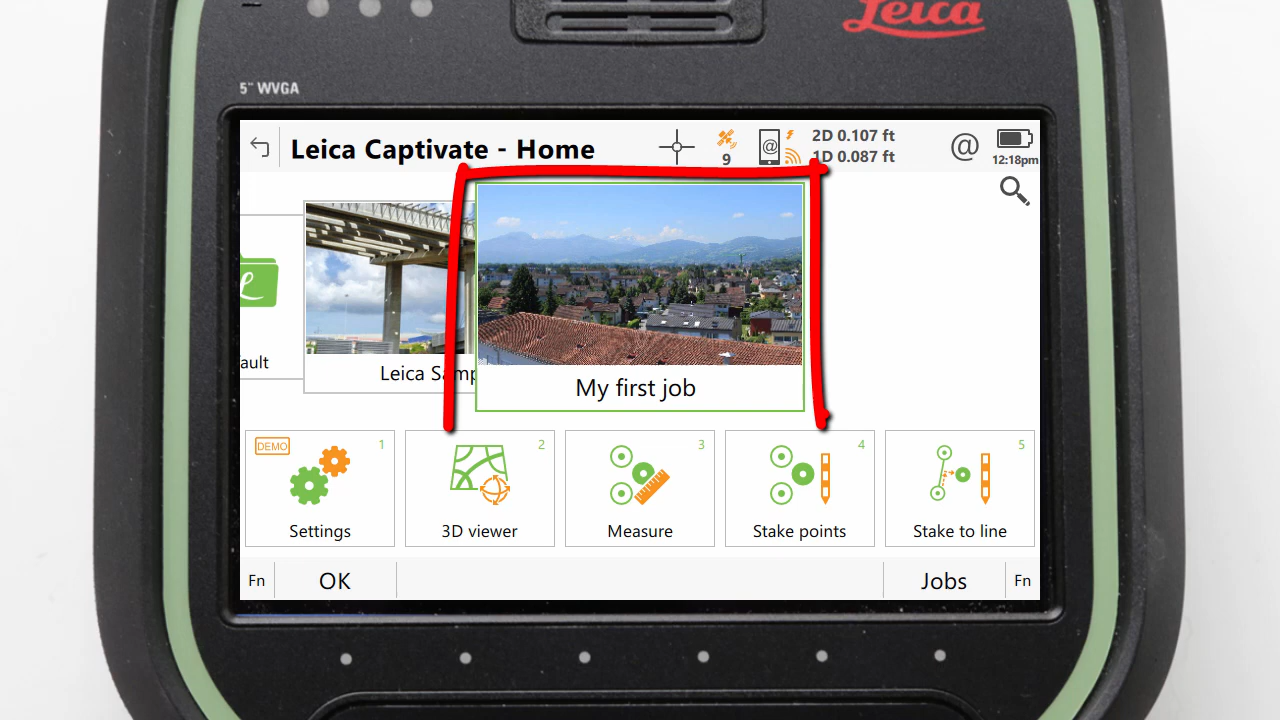 Leica
5" WVGA
Leica Captivate - Home
9
@
2D 0.107 ft
1D 0.087 ft
@
12:18pm
L
ault
Leica Samp
My first job
DEMO
1
Settings
2
3D viewer
3
Measure
4
Stake points
5
Stake to line
Fn
OK
Jobs
Fn